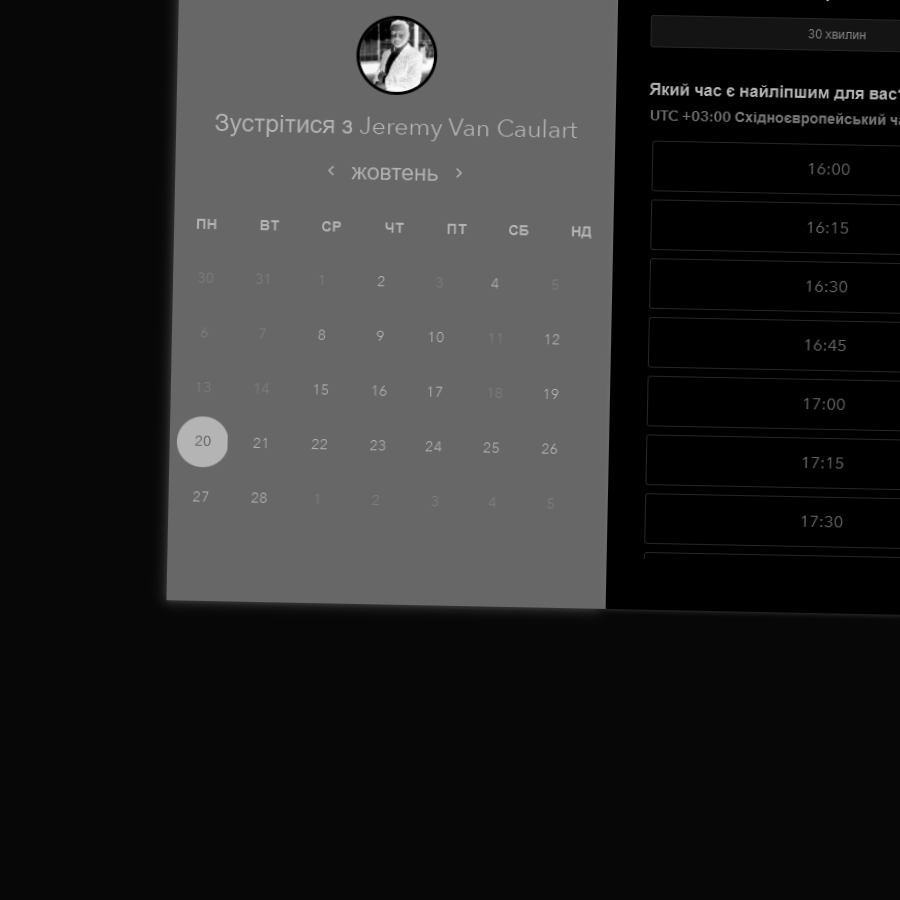 Зустрітися з Jeremy Van Caulart
жовтень
ПН ВТ СР ЧТ ПТ СБ НД
30 31 1 2 3 4 5
6 7 8 9 10 11 12
13 14 15 16 17 18 19
20 21 22 23 24 25 26
27 28 1 2 3 4 5
30 хвилин
Який час є найліпшим для вас?
UTC +03:00 Східноєвропейський
16:00
16:15
16:30
16:45
17:00
17:15
17:30